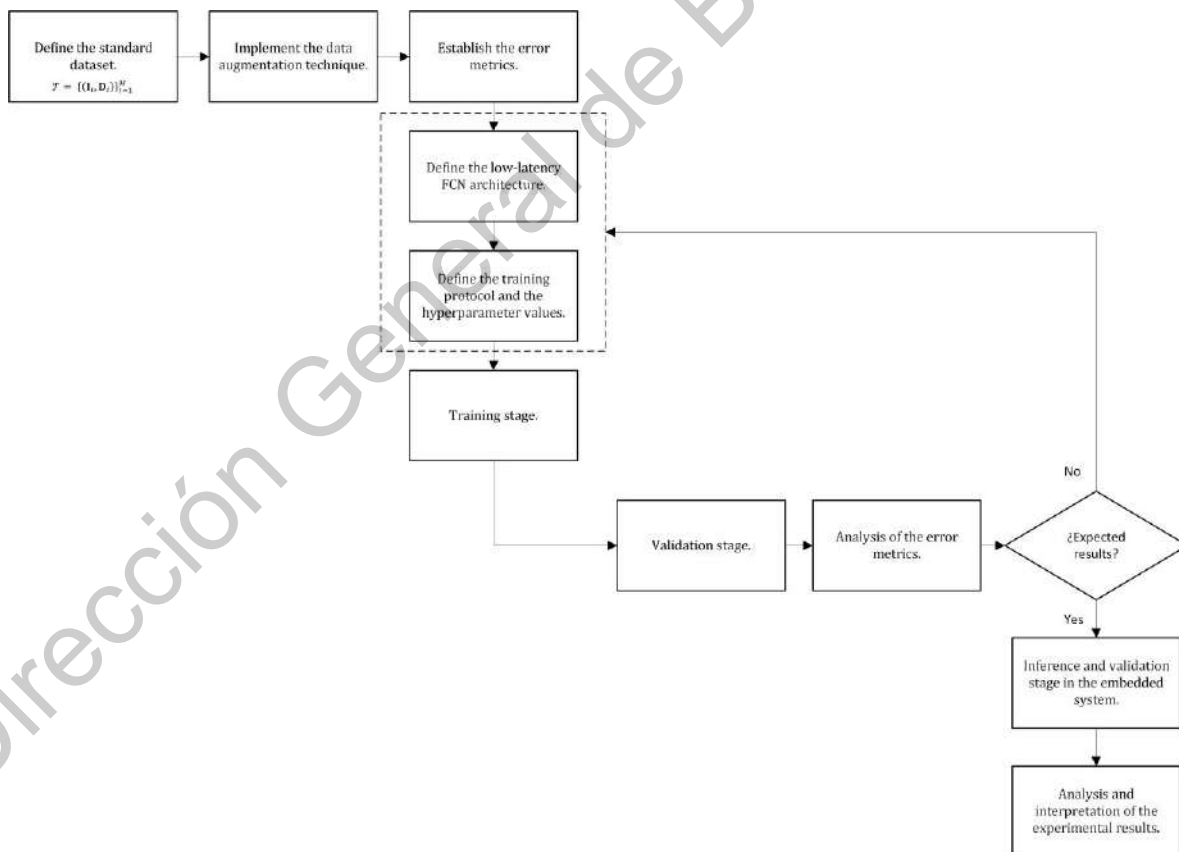 Define the standard
dataset.
𝒯 = {(I_i, D_i)}_{i=1}^M
Implement the data
augmentation technique.
Establish the error
metrics.
Define the low-latency
FCN architecture.
Define the training
protocol and the
hyperparameter values.
Training stage.
Validation stage.
Analysis of the error
metrics.
¿Expected
results?
No
Yes
Inference and validation
stage in the embedded
system.
Analysis and
interpretation of the
experimental results.
Dirección General de B